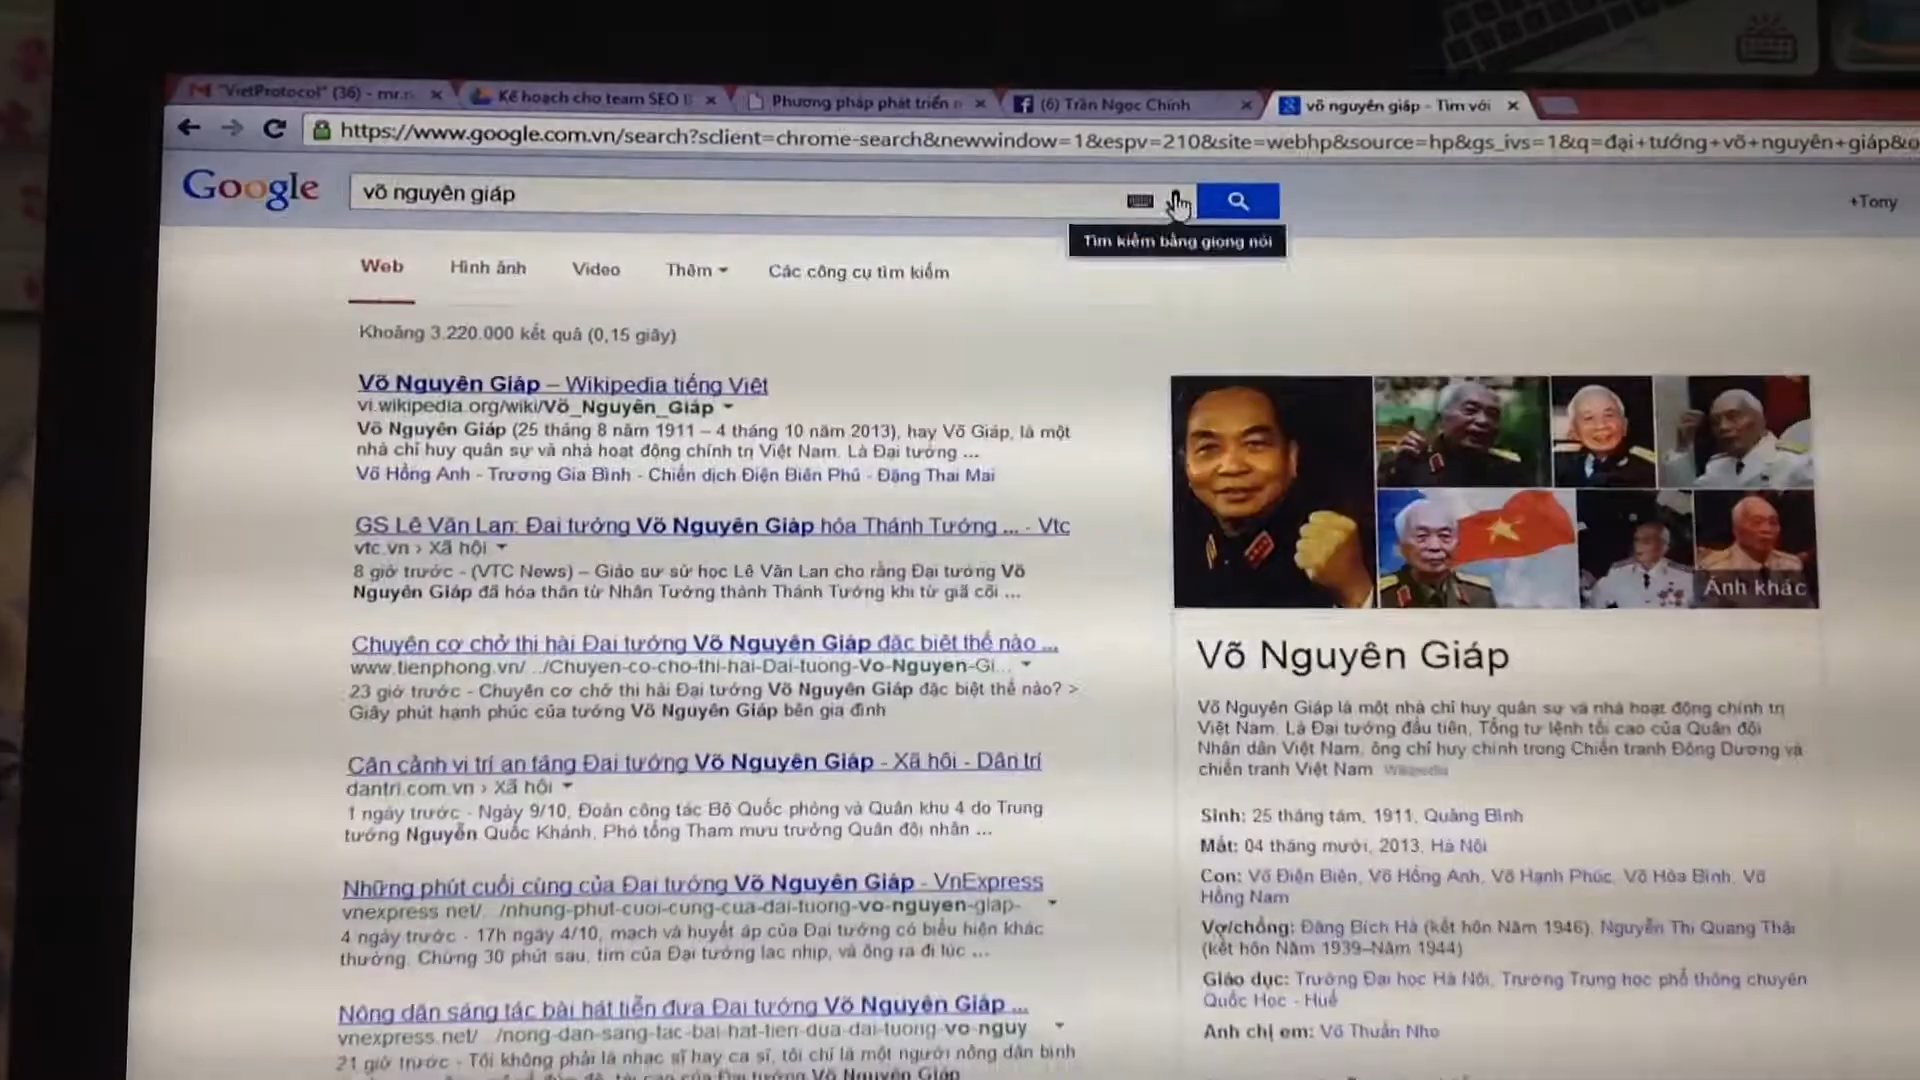 "VietProtocol" (36) - mr.n
Kế hoạch cho team SEO B
Phương pháp phát triển n
(6) Trần Ngọc Chính
võ nguyên giáp - Tìm với
https://www.google.com.vn/search?sclient=chrome-search&newwindow=1&espv=210&site=webhp&source=hp&gs_ivs=1&q=đại+tướng+võ+nguyên+giáp&o
Google
võ nguyên giáp
+Tony
Tìm kiếm bằng giọng nói
Web
Hình ảnh
Video
Thêm
Các công cụ tìm kiếm
Khoảng 3.220.000 kết quả (0,15 giây)
Võ Nguyên Giáp – Wikipedia tiếng Việt
vi.wikipedia.org/wiki/Võ_Nguyên_Giáp
Võ Nguyên Giáp (25 tháng 8 năm 1911 – 4 tháng 10 năm 2013), hay Võ Giáp, là một
nhà chỉ huy quân sự và nhà hoạt động chính trị Việt Nam. Là Đại tướng ...
Võ Hồng Anh - Trương Gia Bình - Chiến dịch Điện Biên Phủ - Đặng Thai Mai
GS Lê Văn Lan: Đại tướng Võ Nguyên Giáp hóa Thánh Tướng ... - Vtc
vtc.vn › Xã hội
8 giờ trước - (VTC News) – Giáo sư sử học Lê Văn Lan cho rằng Đại tướng Võ
Nguyên Giáp đã hóa thân từ Nhân Tướng thành Thánh Tướng khi từ giã cõi ...
Chuyên cơ chở thi hài Đại tướng Võ Nguyên Giáp đặc biệt thế nào ...
www.tienphong.vn/.../Chuyen-co-cho-thi-hai-Dai-tuong-Vo-Nguyen-Gi...
23 giờ trước - Chuyên cơ chở thi hài Đại tướng Võ Nguyên Giáp đặc biệt thế nào? >
Giây phút hạnh phúc của tướng Võ Nguyên Giáp bên gia đình
Cận cảnh vị trí an táng Đại tướng Võ Nguyên Giáp - Xã hội - Dân trí
dantri.com.vn › Xã hội
1 ngày trước - Ngày 9/10, Đoàn công tác Bộ Quốc phòng và Quân khu 4 do Trung
tướng Nguyễn Quốc Khánh, Phó tổng Tham mưu trưởng Quân đội nhân ...
Những phút cuối cùng của Đại tướng Võ Nguyên Giáp - VnExpress
vnexpress.net/.../nhung-phut-cuoi-cung-cua-dai-tuong-vo-nguyen-giap-
4 ngày trước - 17h ngày 4/10, mạch và huyết áp của Đại tướng có biểu hiện khác
thường. Chừng 30 phút sau, tim của Đại tướng lạc nhịp, và ông ra đi lúc ...
Nông dân sáng tác bài hát tiễn đưa Đại tướng Võ Nguyên Giáp ...
vnexpress.net/.../nong-dan-sang-tac-bai-hat-tien-dua-dai-tuong-vo-nguy
21 giờ trước - Tôi không phải là nhạc sĩ hay ca sĩ, tôi chỉ là một người nông dân bình
Đại tướng Võ Nguyên Giáp
Ảnh khác
Võ Nguyên Giáp
Võ Nguyên Giáp là một nhà chỉ huy quân sự và nhà hoạt động chính trị
Việt Nam. Là Đại tướng đầu tiên, Tổng tư lệnh tối cao của Quân đội
Nhân dân Việt Nam, ông chỉ huy chính trong Chiến tranh Đông Dương và
chiến tranh Việt Nam Wikipedia
Sinh: 25 tháng tám, 1911, Quảng Bình
Mất: 04 tháng mười, 2013, Hà Nội
Con: Võ Điện Biên, Võ Hồng Anh, Võ Hạnh Phúc, Võ Hòa Bình, Võ
Hồng Nam
Vợ/chồng: Đặng Bích Hà (kết hôn Năm 1946), Nguyễn Thị Quang Thái
(kết hôn Năm 1939–Năm 1944)
Giáo dục: Trường Đại học Hà Nội, Trường Trung học phổ thông chuyên
Quốc Học - Huế
Anh chị em: Võ Thuần Nho